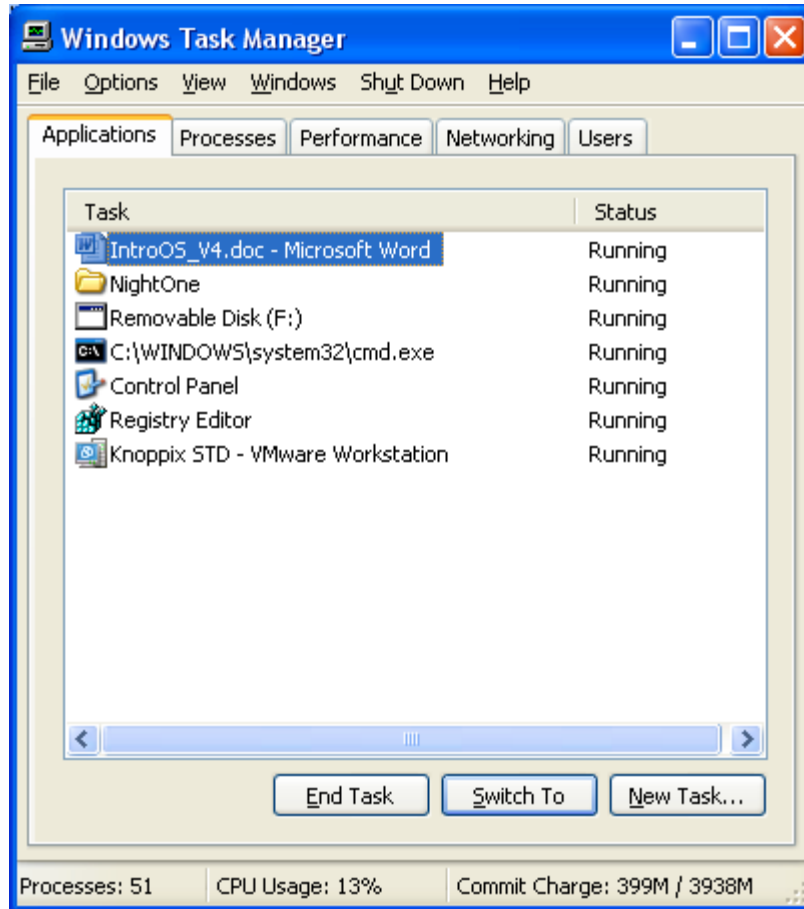 Windows Task Manager
File Options View Windows Shut Down Help
Applications Processes Performance Networking Users
Task Status
IntroOS_V4.doc - Microsoft Word Running
NightOne Running
Removable Disk (F:) Running
C:\WINDOWS\system32\cmd.exe Running
Control Panel Running
Registry Editor Running
Knoppix STD - VMware Workstation Running
End Task Switch To New Task...
Processes: 51 CPU Usage: 13% Commit Charge: 399M / 3938M